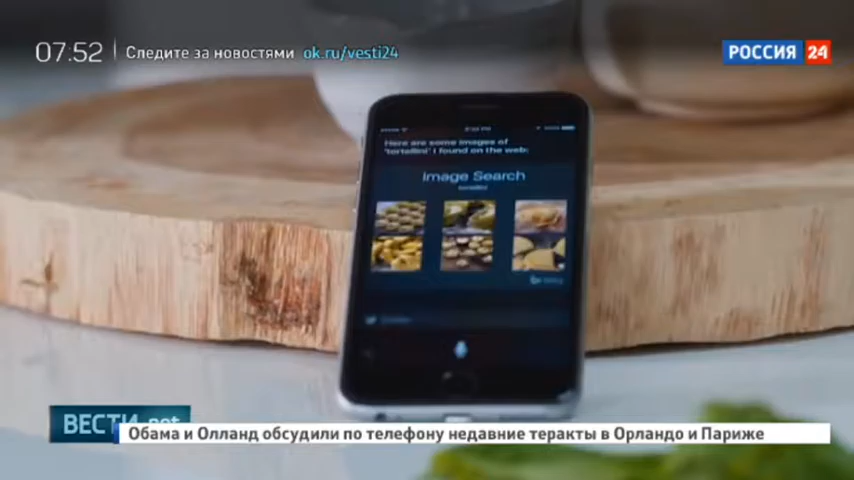 07.52
Следите за новостями ok.ru/vesti24
РОССИЯ 24
Here are some images of
'tortellini' I found on the web:
Image Search
tortellini
ВЕСТИ.net
Обама и Олланд обсудили по телефону недавние теракты в Орландо и Париже